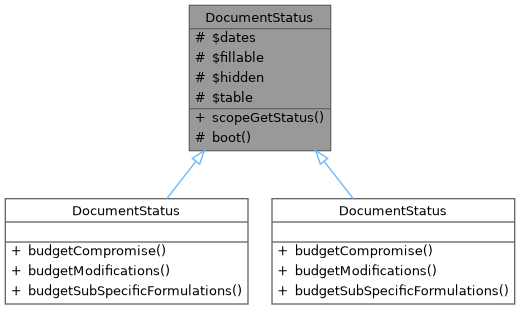 DocumentStatus
# $dates
# $fillable
# $hidden
# $table
+ scopeGetStatus()
# boot()
DocumentStatus
+ budgetCompromise()
+ budgetModifications()
+ budgetSubSpecificFormulations()
DocumentStatus
+ budgetCompromise()
+ budgetModifications()
+ budgetSubSpecificFormulations()